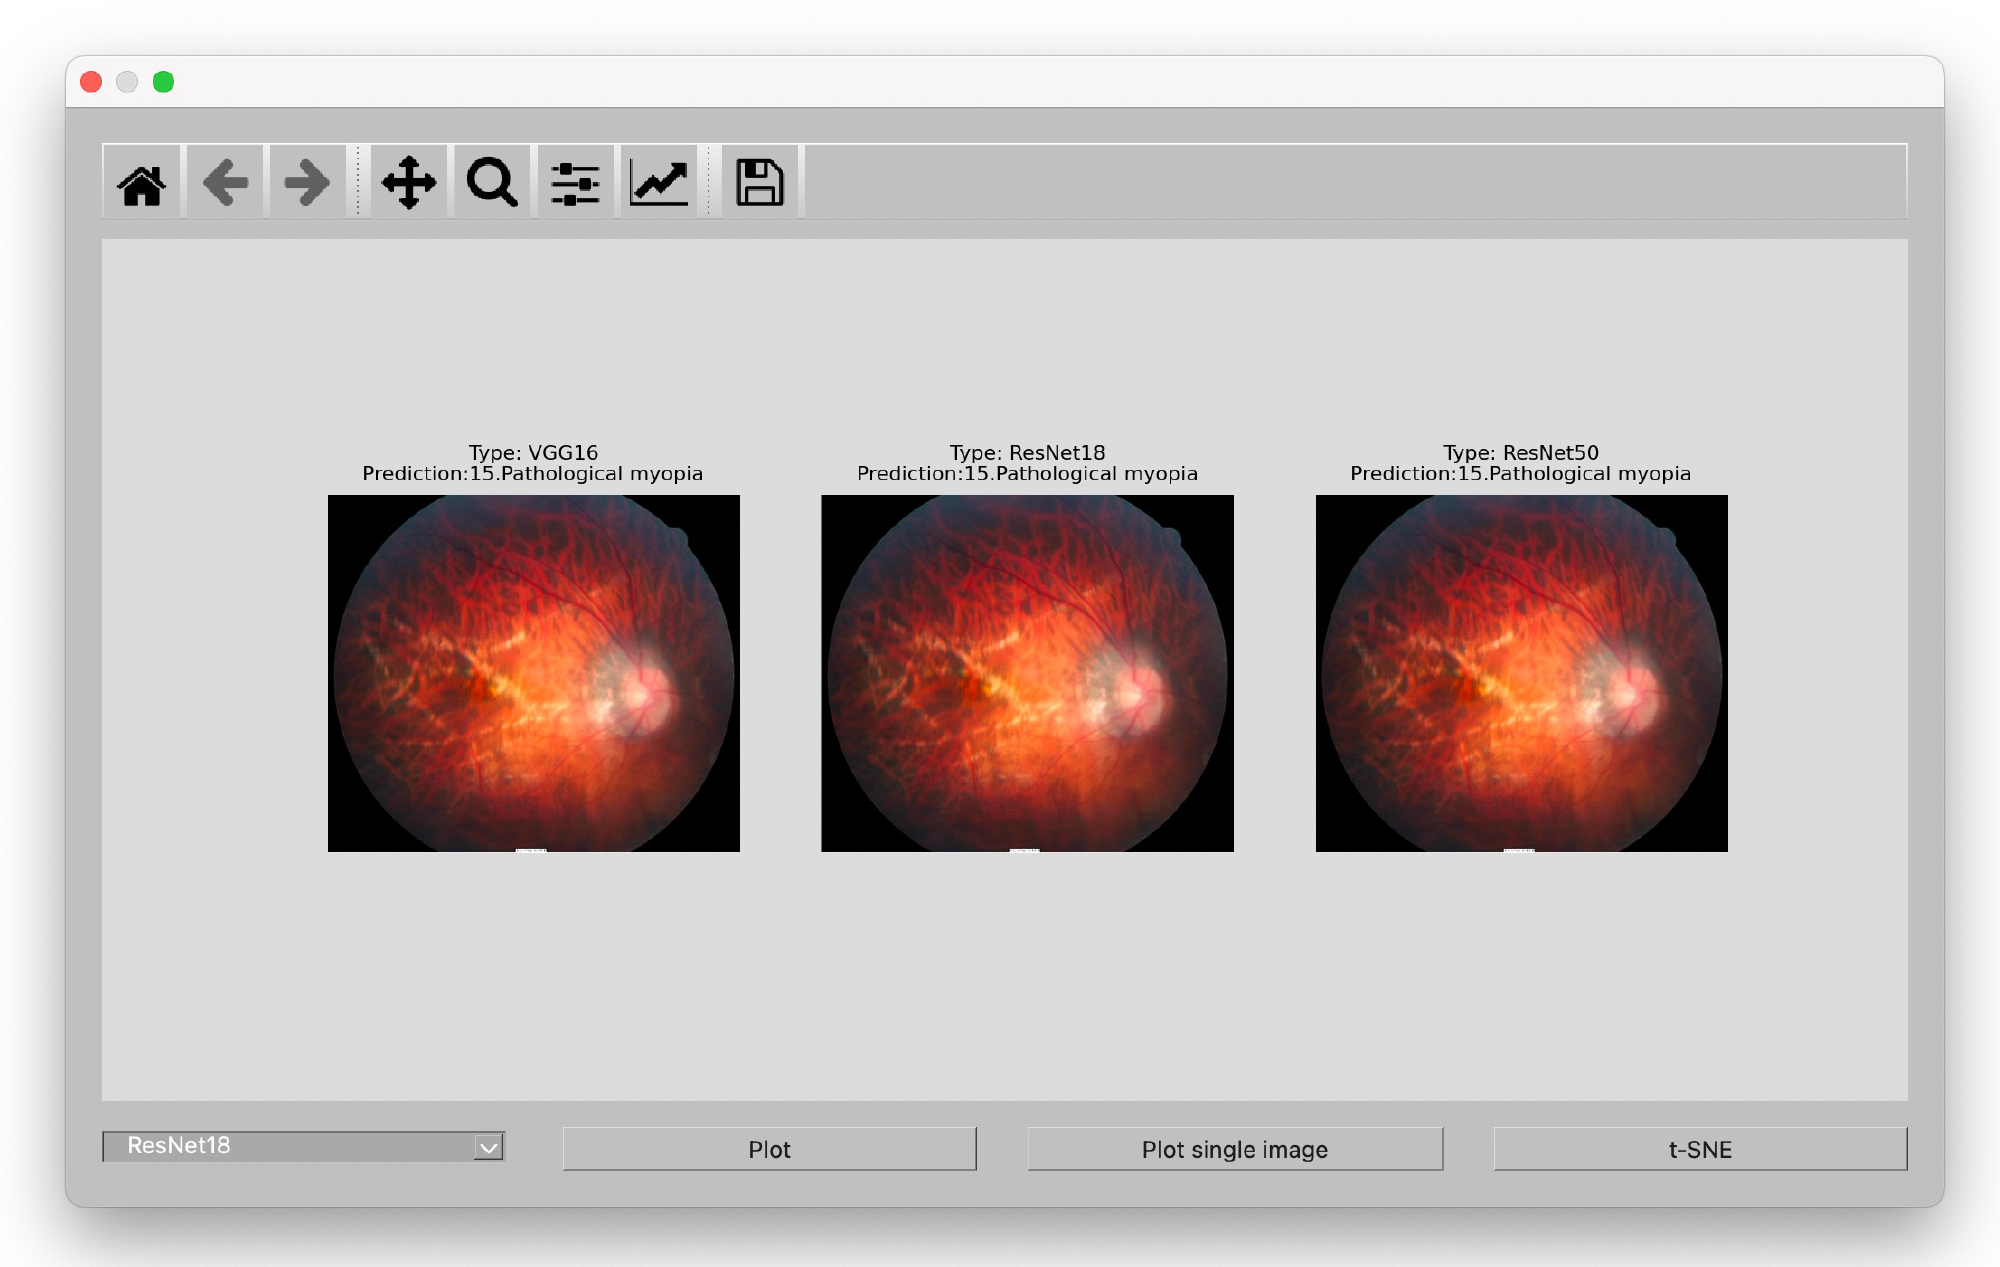 Type: VGG16
Prediction:15.Pathological myopia
Type: ResNet18
Prediction:15.Pathological myopia
Type: ResNet50
Prediction:15.Pathological myopia
ResNet18
Plot
Plot single image
t-SNE